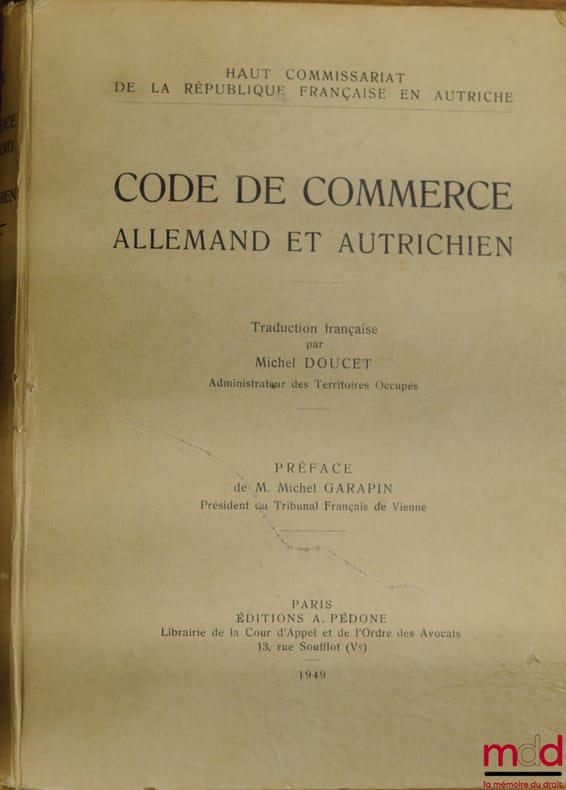 HAUT COMMISSARIAT
DE LA RÉPUBLIQUE FRANÇAISE EN AUTRICHE
CODE DE COMMERCE
ALLEMAND ET AUTRICHIEN
Traduction française
par
Michel DOUCET
Administrateur des Territoires Occupés
PRÉFACE
de M. Michel GARAPIN
Président du Tribunal Français de Vienne
PARIS
ÉDITIONS A. PÉDONE
Librairie de la Cour d'Appel et de l'Ordre des Avocats
13, rue Soufflot (Ve)
1949
mdd
la mémoire du droit